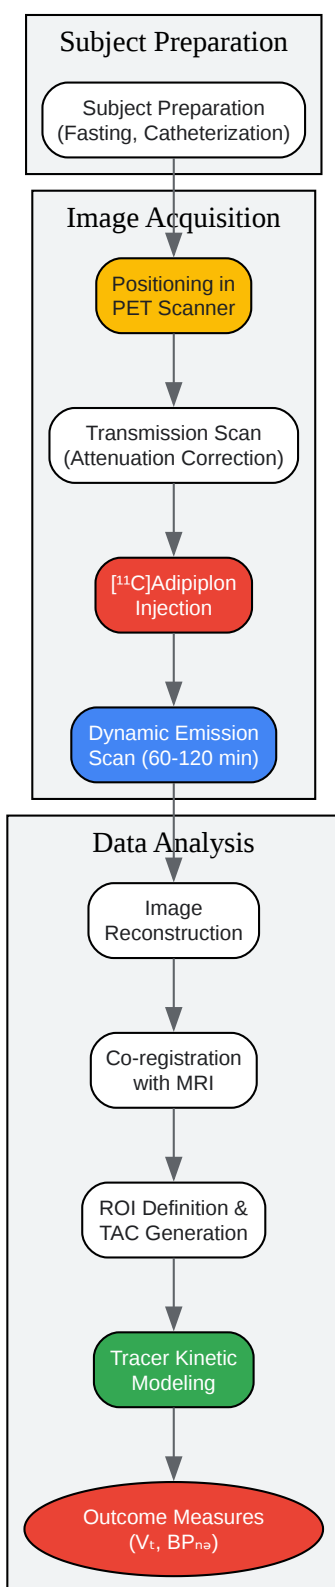 Subject Preparation
Subject Preparation
(Fasting, Catheterization)
Image Acquisition
Positioning in
PET Scanner
Transmission Scan
(Attenuation Correction)
[¹¹C]Adipiplon
Injection
Dynamic Emission
Scan (60-120 min)
Data Analysis
Image
Reconstruction
Co-registration
with MRI
ROI Definition &
TAC Generation
Tracer Kinetic
Modeling
Outcome Measures
(Vₜ, BPₙₔ)